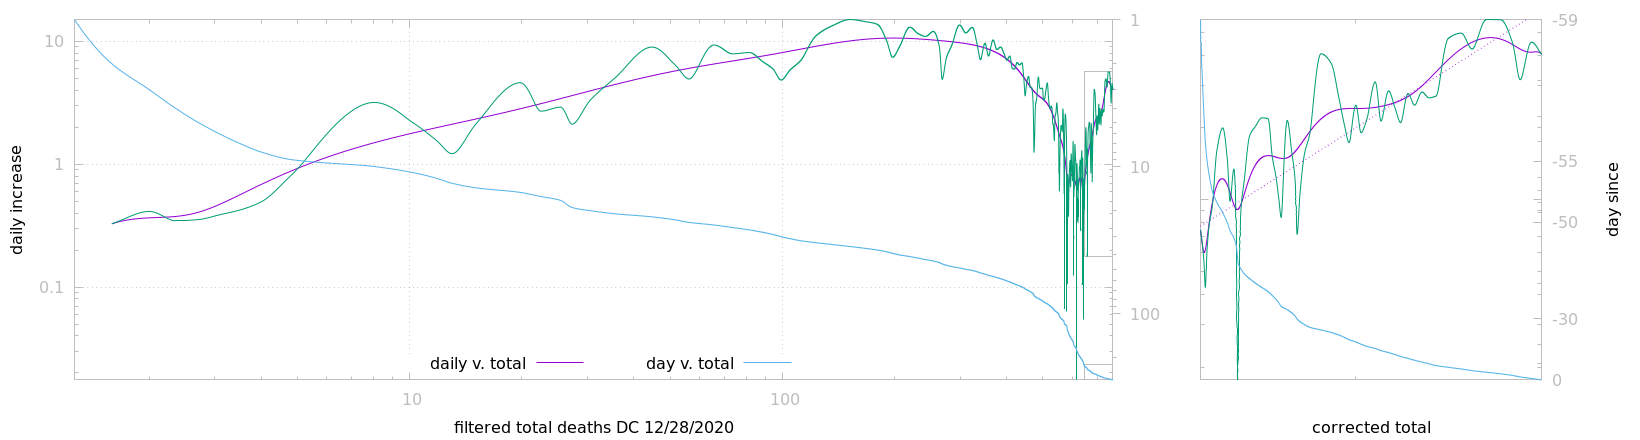 10
1
0.1
daily increase
daily v. total
day v. total
10
100
filtered total deaths DC 12/28/2020
1
10
100
-59
-55
-50
-30
0
day since
corrected total